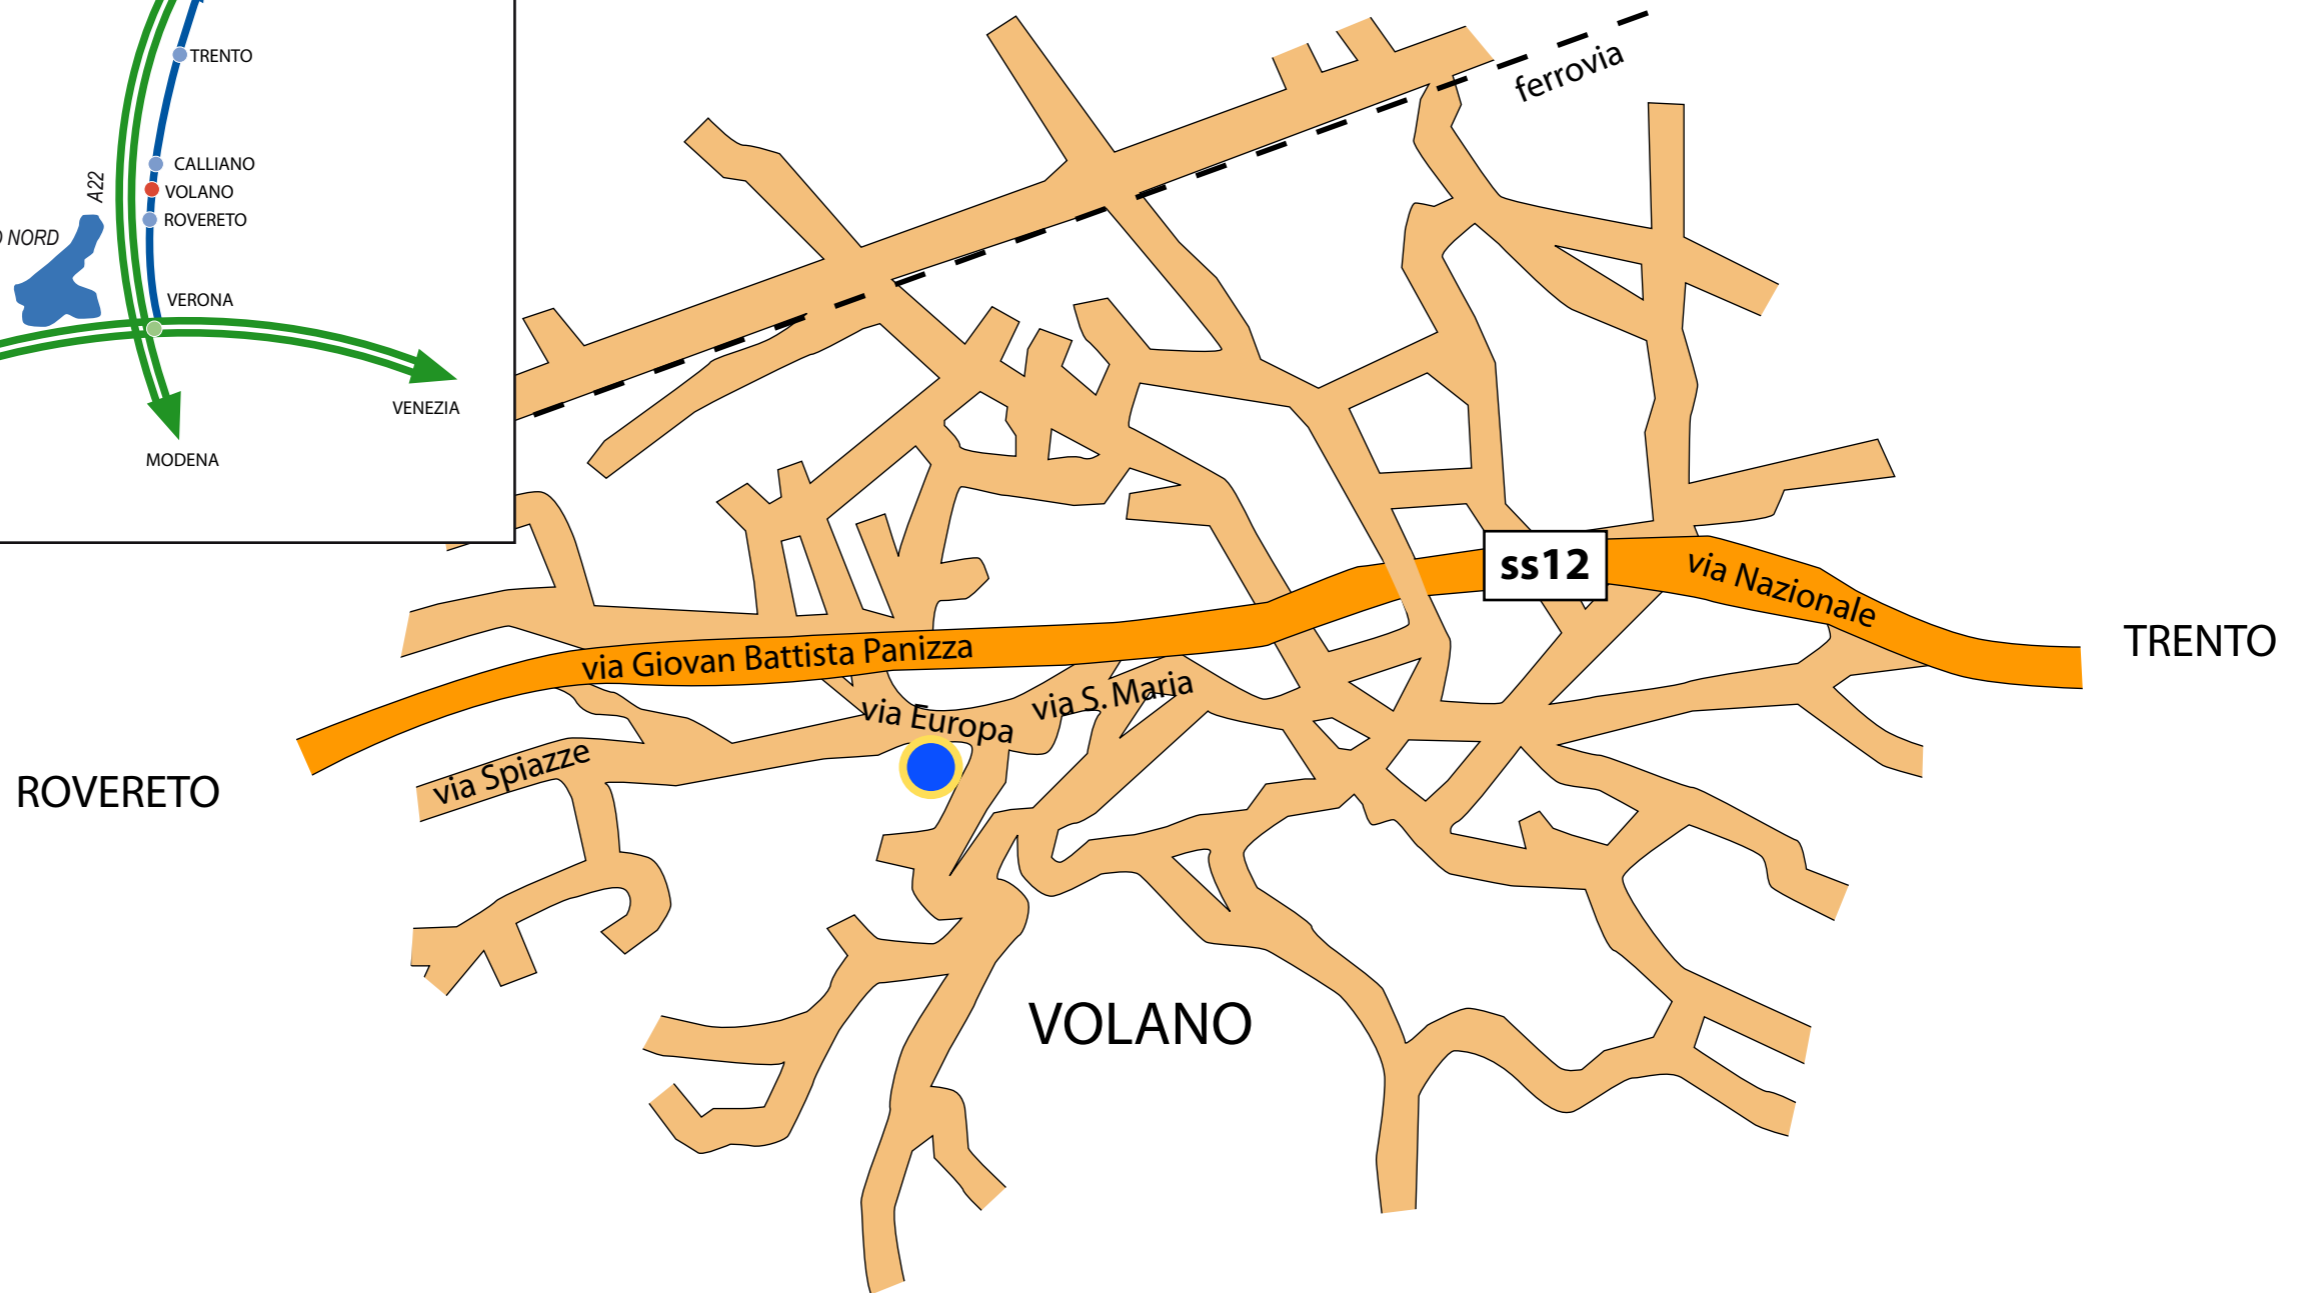 TRENTO
CALLIANO
A22
VOLANO
ROVERETO
NORD
VERONA
VENEZIA
MODENA
ferrovia
ss12
via Nazionale
TRENTO
via Giovan Battista Panizza
via S. Maria
via Europa
via Spiazze
ROVERETO
VOLANO